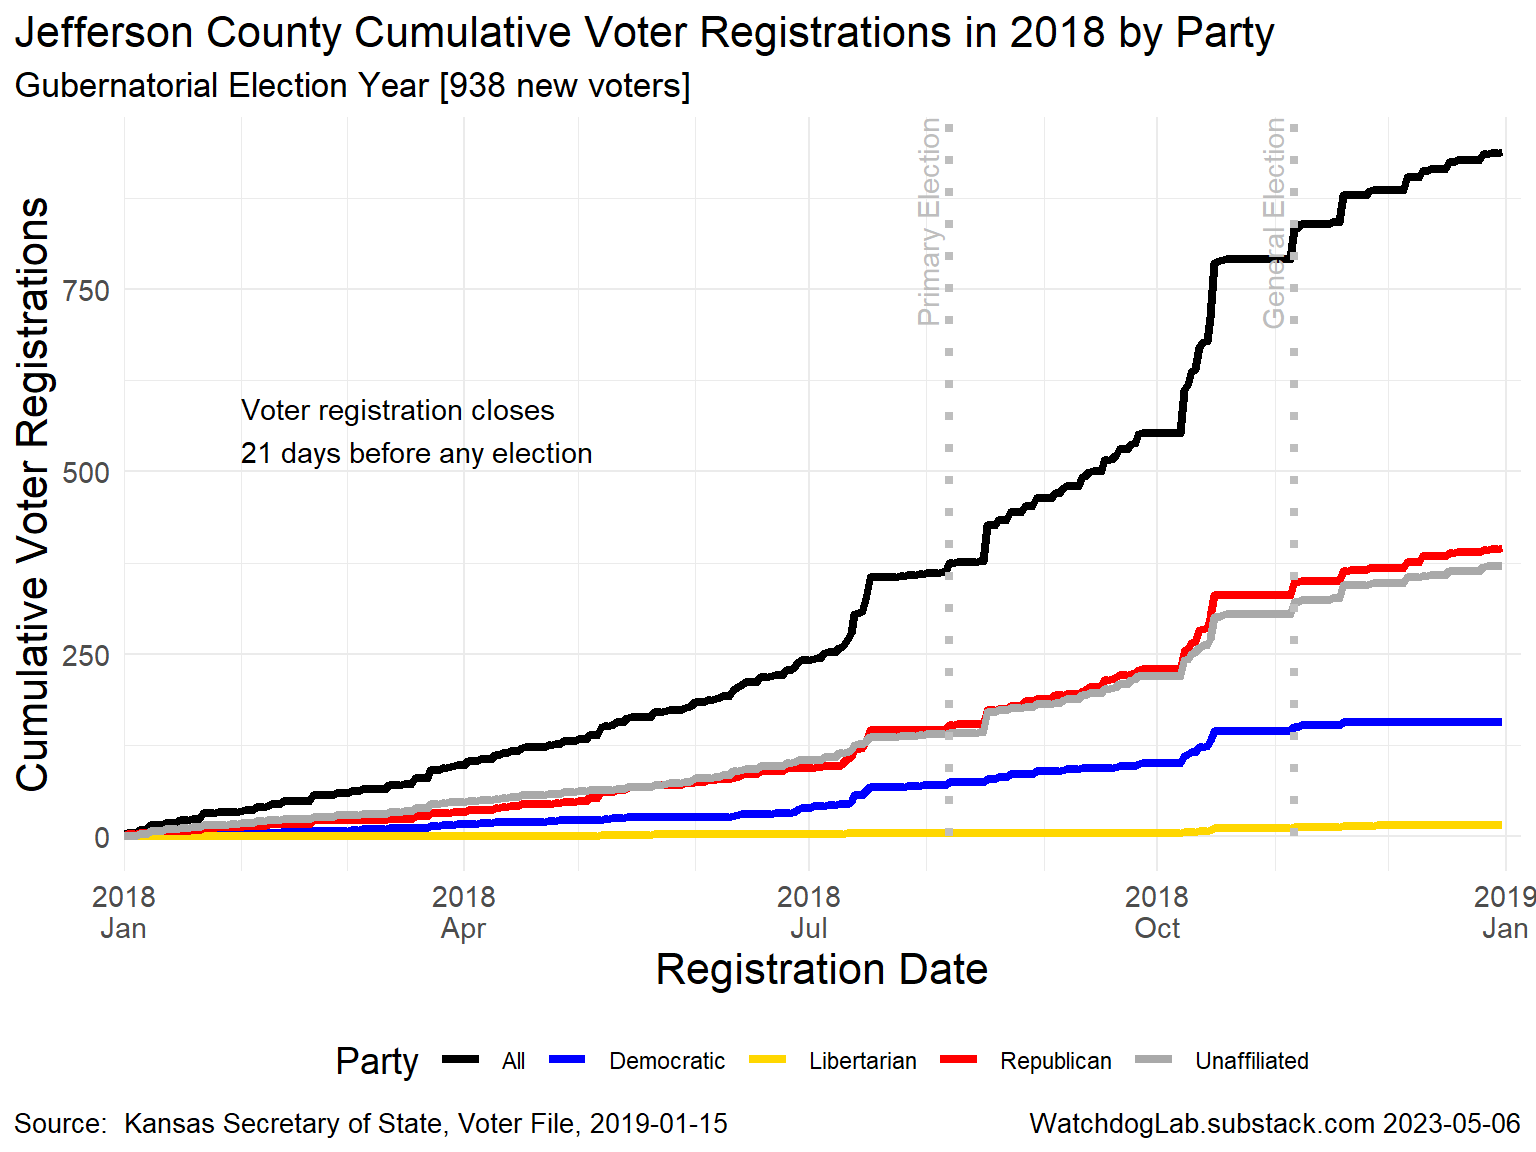 Jefferson County Cumulative Voter Registrations in 2018 by Party
Gubernatorial Election Year [938 new voters]
Cumulative Voter Registrations
750
500
250
0
Primary Election
General Election
Voter registration closes
21 days before any election
2018
Jan
2018
Apr
2018
Jul
2018
Oct
2019
Jan
Registration Date
Party
All
Democratic
Libertarian
Republican
Unaffiliated
Source:  Kansas Secretary of State, Voter File, 2019-01-15
WatchdogLab.substack.com 2023-05-06